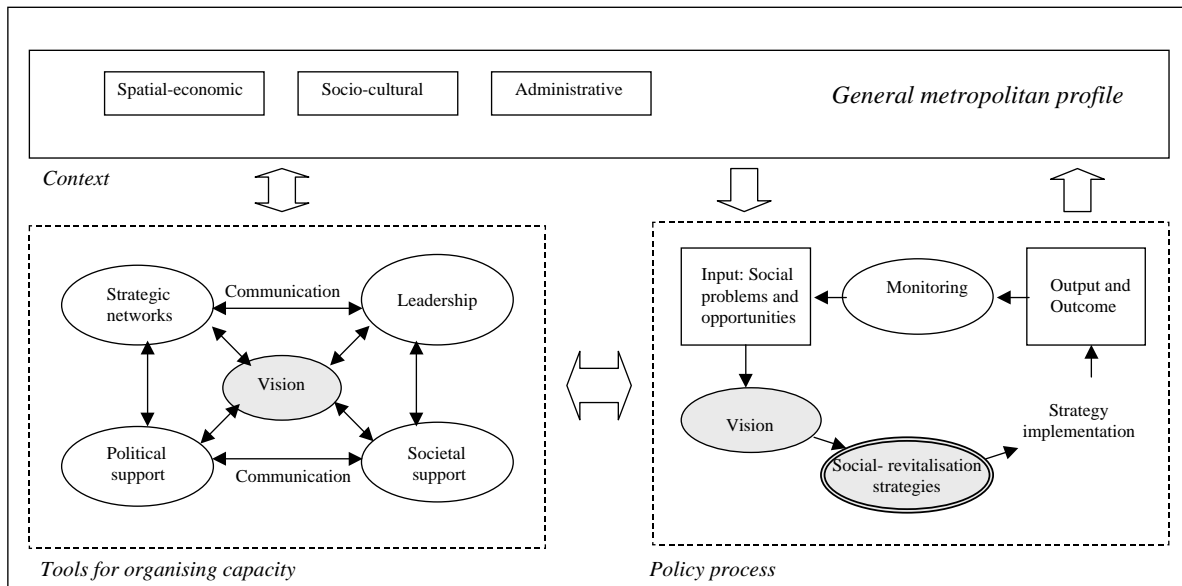 Spatial-economic
Socio-cultural
Administrative
General metropolitan profile
Context
Strategic
networks
Communication
Leadership
Vision
Political
support
Communication
Societal
support
Tools for organising capacity
Input: Social
problems and
opportunities
Monitoring
Output and
Outcome
Vision
Social- revitalisation
strategies
Strategy
implementation
Policy process